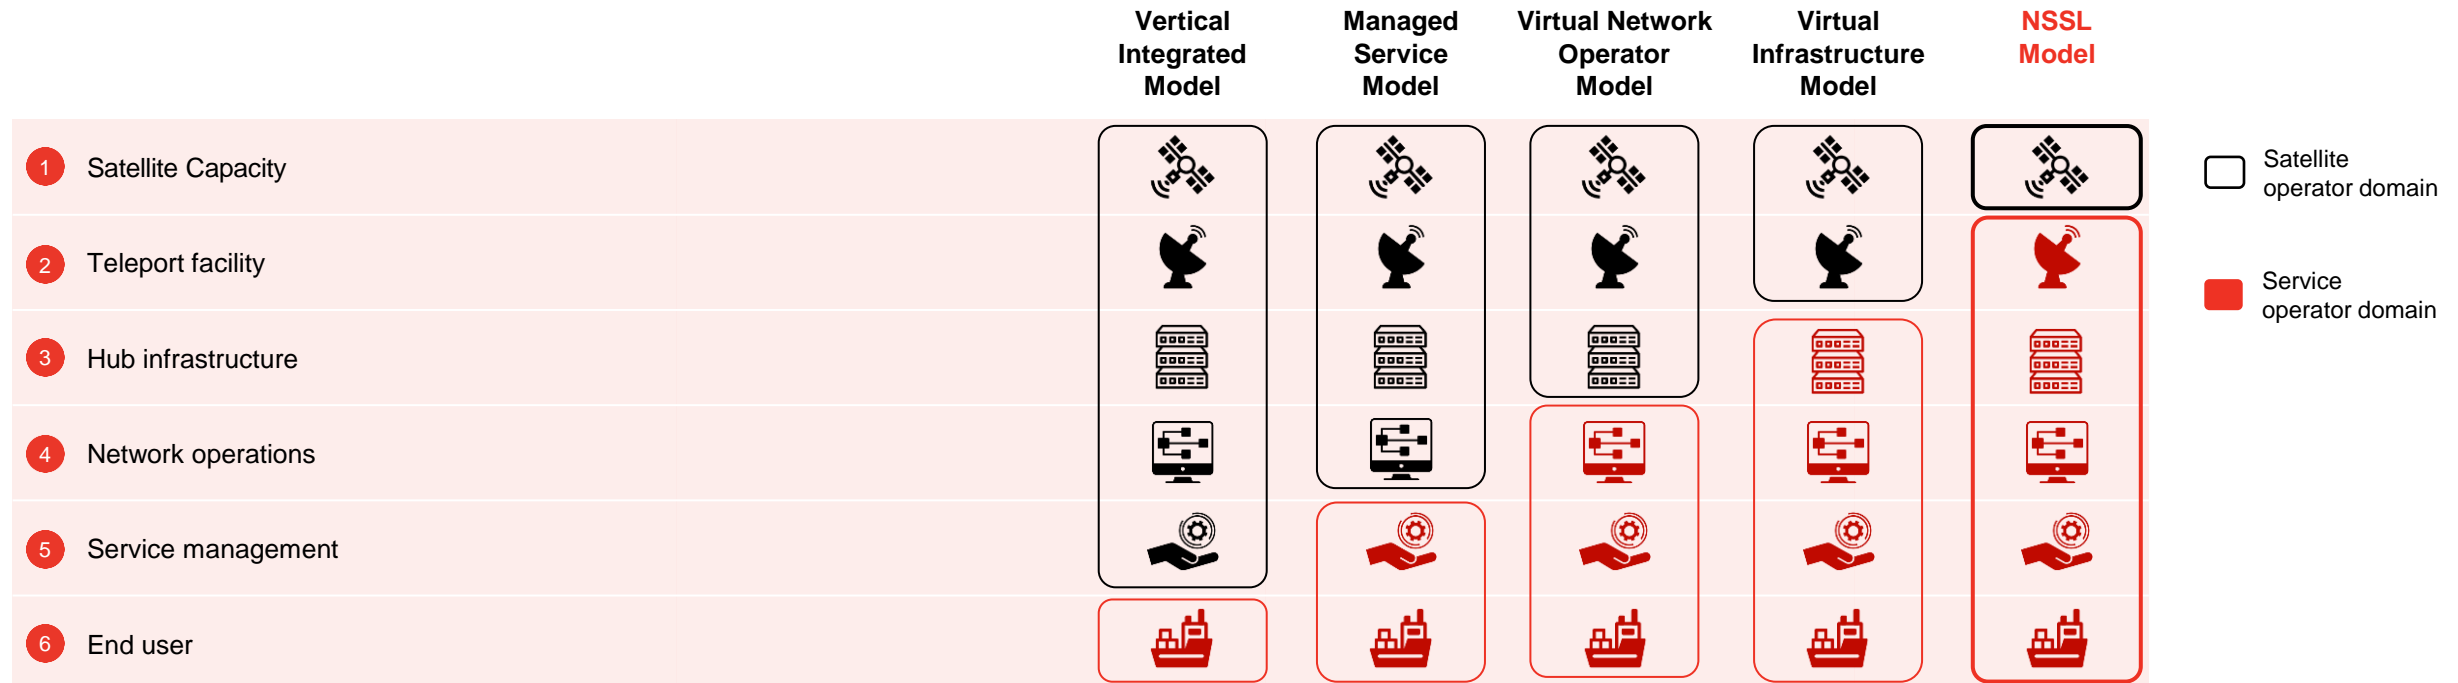 Vertical
Integrated
Model
Managed
Service
Model
Virtual Network
Operator
Model
Virtual
Infrastructure
Model
NSSL
Model
1 Satellite Capacity
2 Teleport facility
3 Hub infrastructure
4 Network operations
5 Service management
6 End user
Satellite
operator domain
Service
operator domain